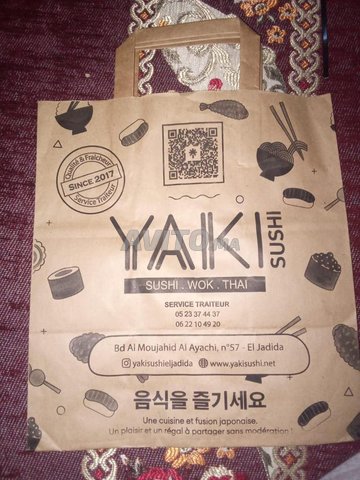 Qualité & Fraîcheur
SINCE 2017
Service Traiteur
YAKI
SUSHI
AVITO.ma
SUSHI . WOK . THAI
SERVICE TRAITEUR
05 23 37 44 37
06 22 10 49 20
Bd Al Moujahid Al Ayachi, n°57 - El Jadida
yakisushieljadida www.yakisushi.net
음식을 즐기세요
Une cuisine et fusion japonaise.
Un plaisir et un régal à partager sans modération !